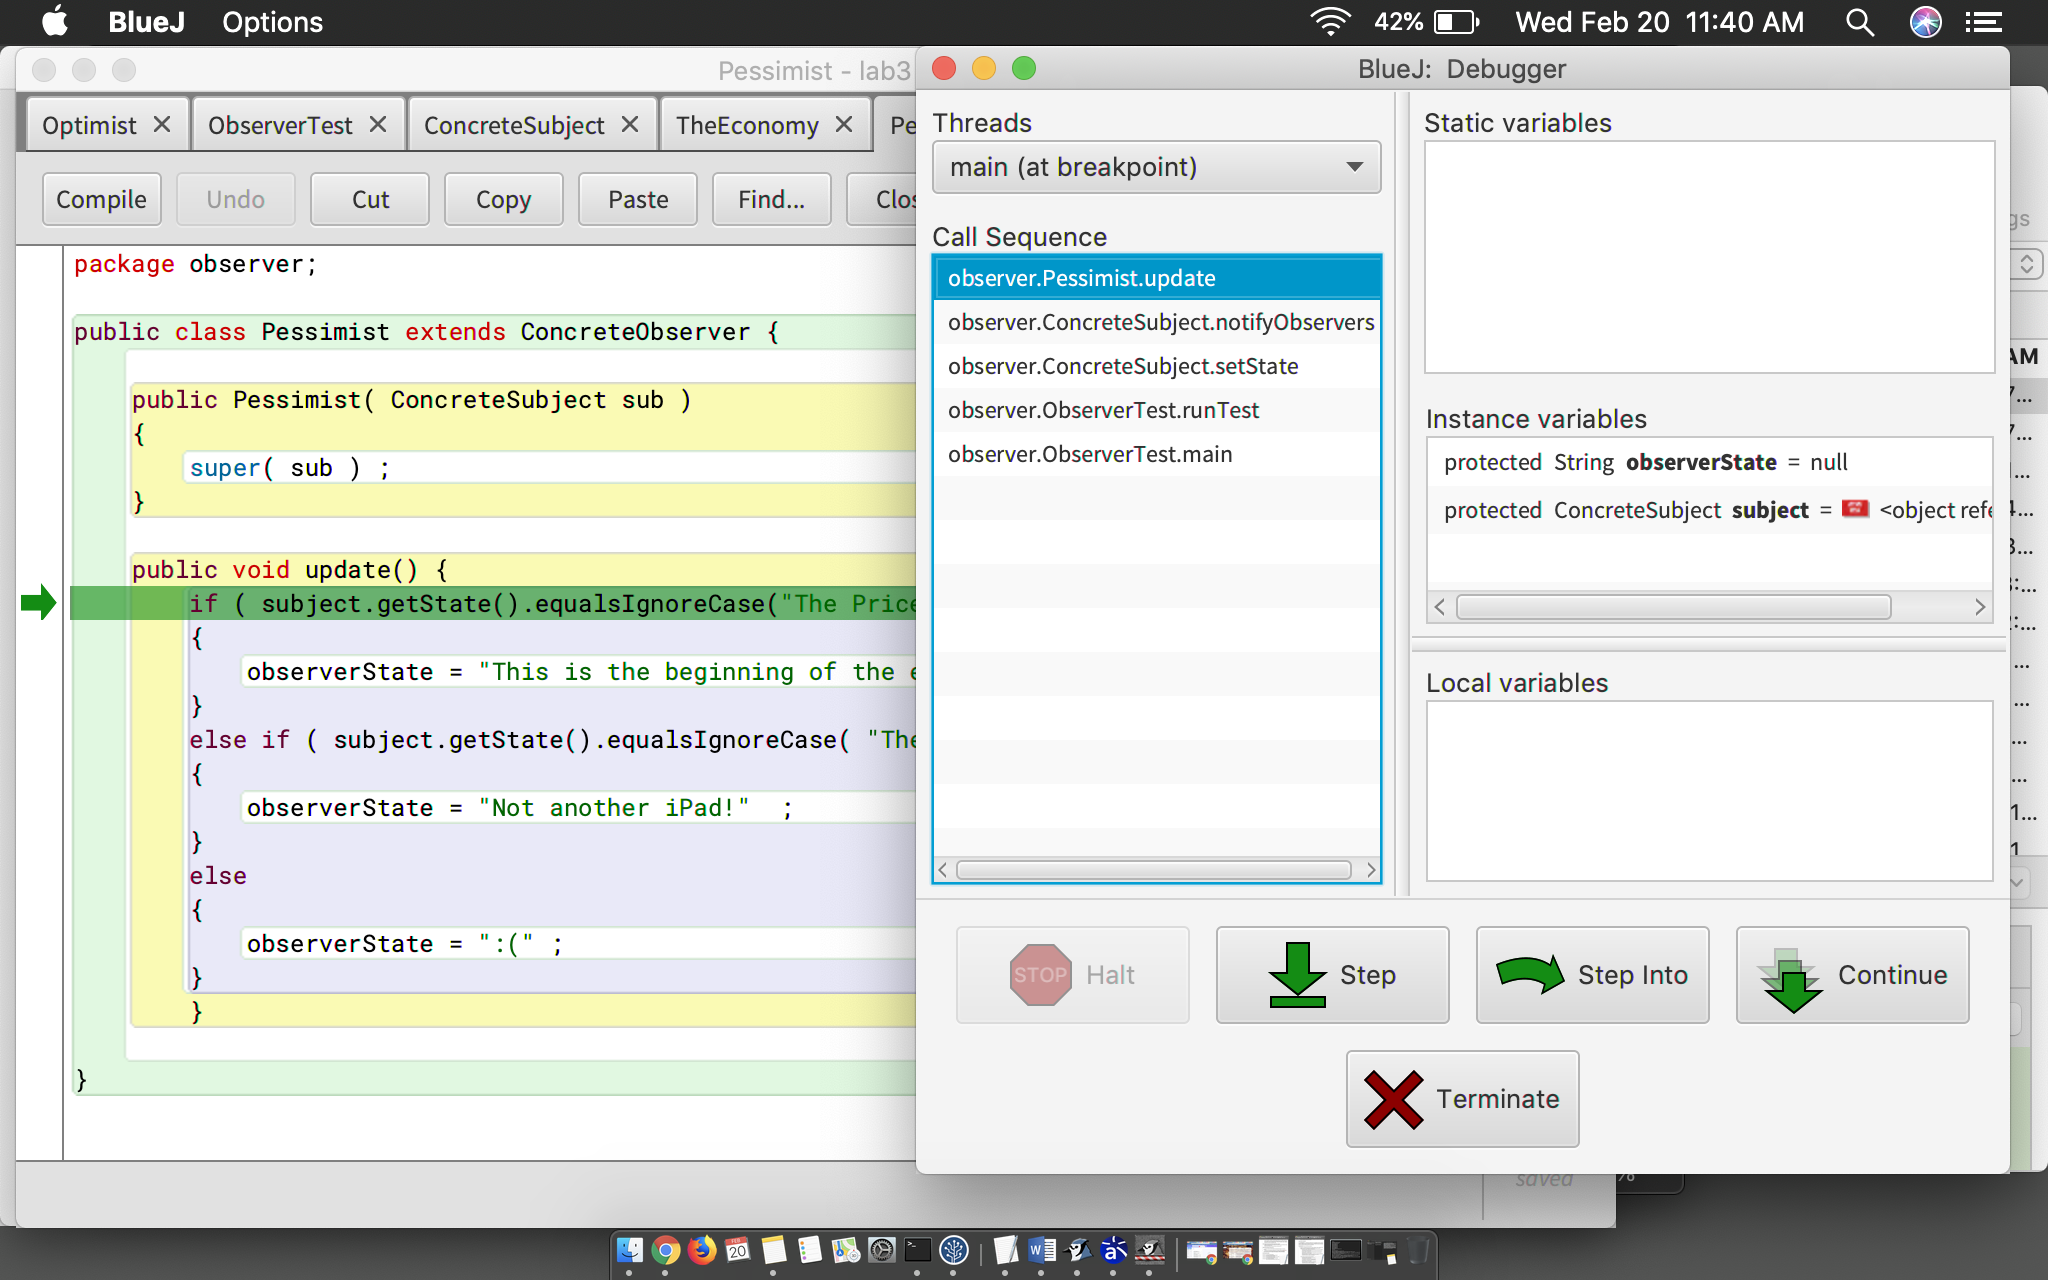 BlueJ Options 42% Wed Feb 20 11:40 AM
Pessimist - lab3
Optimist ObserverTest ConcreteSubject TheEconomy Pe
Compile Undo Cut Copy Paste Find... Clos
package observer;
public class Pessimist extends ConcreteObserver {
public Pessimist( ConcreteSubject sub )
{
super( sub ) ;
}
public void update() {
if ( subject.getState().equalsIgnoreCase("The Price
{
observerState = "This is the beginning of the e
}
else if ( subject.getState().equalsIgnoreCase( "The
{
observerState = "Not another iPad!" ;
}
else
{
observerState = ":(" ;
}
}
}
BlueJ: Debugger
Threads
main (at breakpoint)
Call Sequence
observer.Pessimist.update
observer.ConcreteSubject.notifyObservers
observer.ConcreteSubject.setState
observer.ObserverTest.runTest
observer.ObserverTest.main
Static variables
Instance variables
protected String observerState = null
protected ConcreteSubject subject = <object refe
Local variables
STOP Halt
Step
Step Into
Continue
Terminate
gs
AM
saved
%
FEB
20